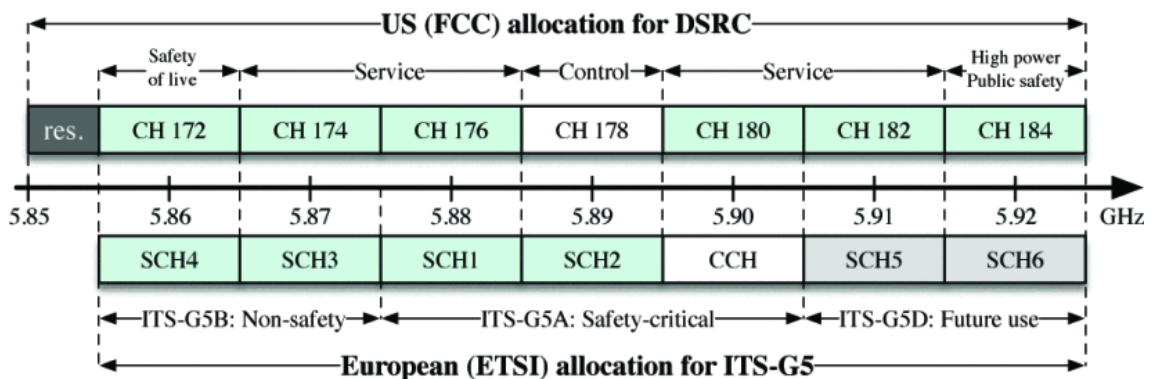 US (FCC) allocation for DSRC
Safety of live
Service
Control
Service
High power Public safety
res. CH 172 CH 174 CH 176 CH 178 CH 180 CH 182 CH 184
5.85 5.86 5.87 5.88 5.89 5.90 5.91 5.92 GHz
SCH4 SCH3 SCH1 SCH2 CCH SCH5 SCH6
ITS-G5B: Non-safety ITS-G5A: Safety-critical ITS-G5D: Future use
European (ETSI) allocation for ITS-G5